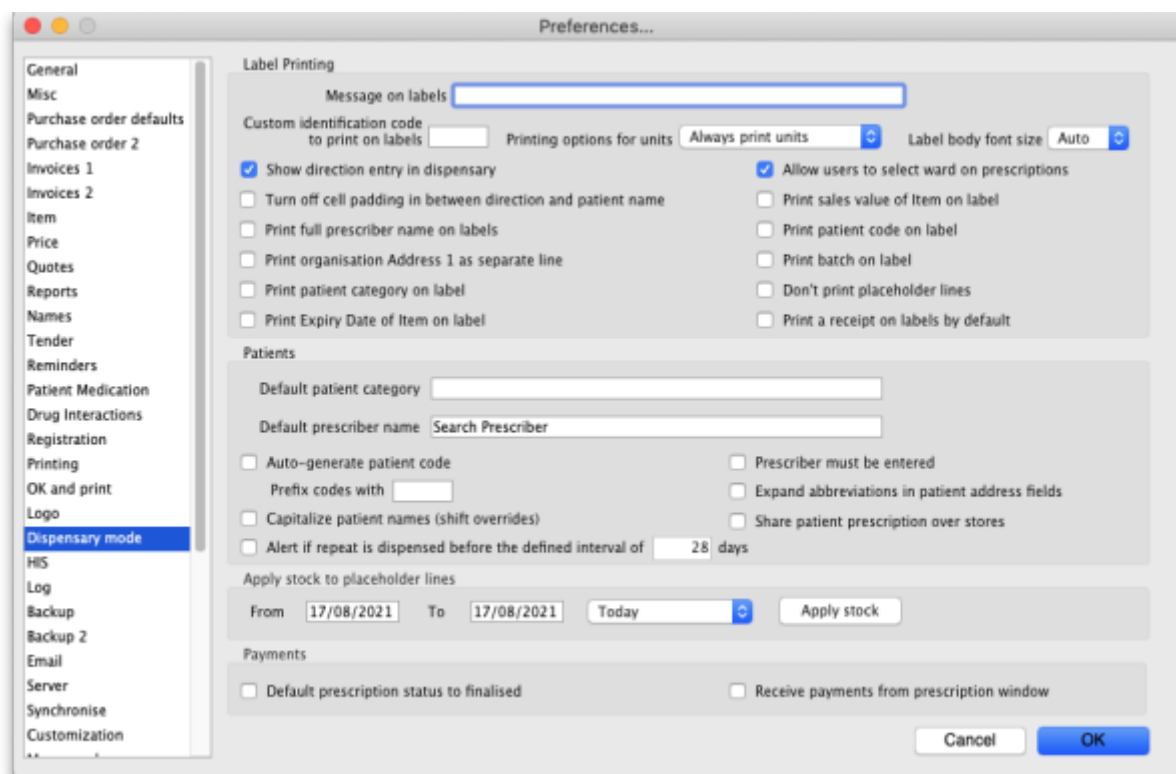 Preferences...
General
Misc
Purchase order defaults
Purchase order 2
Invoices 1
Invoices 2
Item
Price
Quotes
Reports
Names
Tender
Reminders
Patient Medication
Drug Interactions
Registration
Printing
OK and print
Logo
Dispensary mode
HIS
Log
Backup
Backup 2
Email
Server
Synchronise
Customization
Label Printing
Message on labels
Custom identification code
to print on labels Printing options for units Always print units Label body font size Auto
Show direction entry in dispensary Allow users to select ward on prescriptions
Turn off cell padding in between direction and patient name Print sales value of Item on label
Print full prescriber name on labels Print patient code on label
Print organisation Address 1 as separate line Print batch on label
Print patient category on label Don't print placeholder lines
Print Expiry Date of Item on label Print a receipt on labels by default
Patients
Default patient category
Default prescriber name Search Prescriber
Auto-generate patient code Prescriber must be entered
Prefix codes with Expand abbreviations in patient address fields
Capitalize patient names (shift overrides) Share patient prescription over stores
Alert if repeat is dispensed before the defined interval of 28 days
Apply stock to placeholder lines
From 17/08/2021 To 17/08/2021 Today Apply stock
Payments
Default prescription status to finalised Receive payments from prescription window
Cancel OK